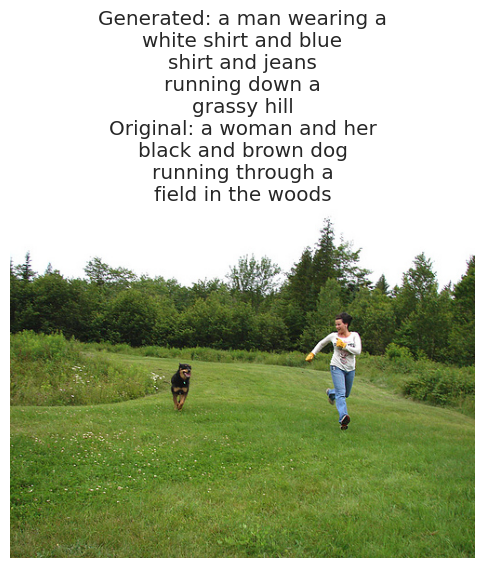 Generated: a man wearing a
white shirt and blue
shirt and jeans
running down a
grassy hill
Original: a woman and her
black and brown dog
running through a
field in the woods